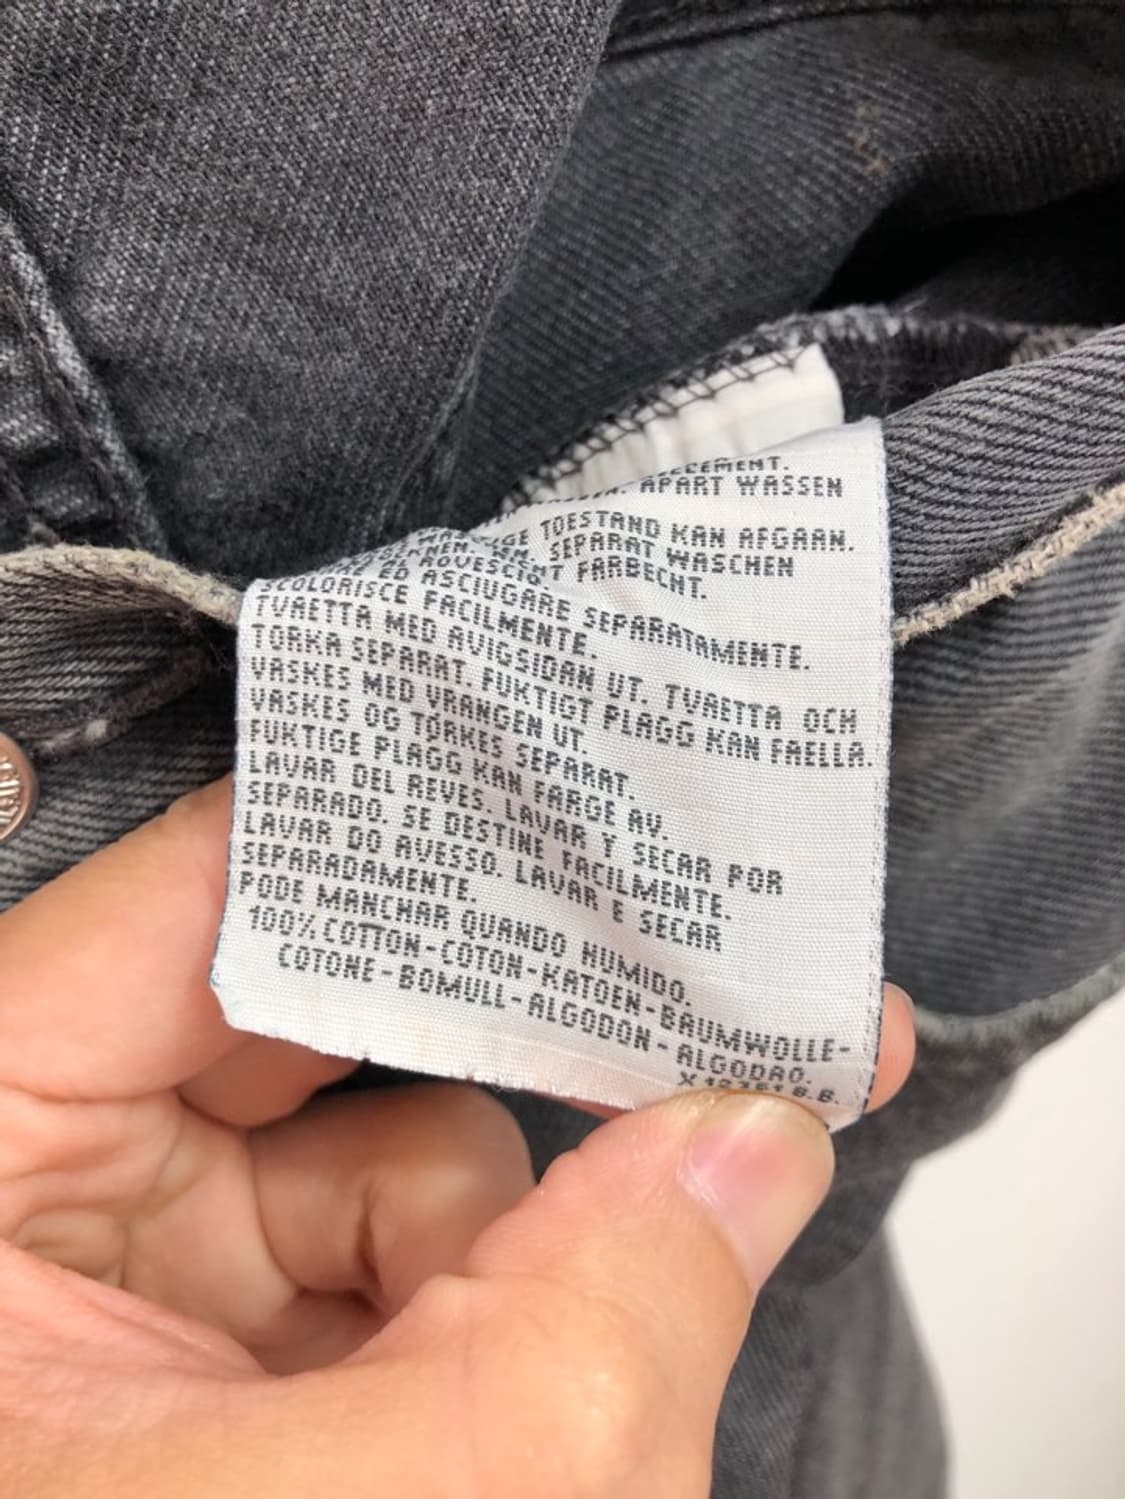 APART WASSEN
TOESTAND KAN AFGAAN.
SEPARAT WASCHEN
FARBECHT.
ED ASCIUGARE SEPARATAMENTE.
SCOLORISCE FACILMENTE.
TVAETTA MED AVIGSIDAN UT. TVAETTA OCH
TORKA SEPARAT. FUKTIGT PLAGG KAN FAELLA.
VASKES MED VRANGEN UT.
VASKES OG TØRKES SEPARAT.
FUKTIGE PLAGG KAN FARGE AV.
LAVAR DEL REVES. LAVAR Y SECAR POR
SEPARADO. SE DESTINE FACILMENTE.
LAVAR DO AVESSO. LAVAR E SECAR
SEPARADAMENTE.
PODE MANCHAR QUANDO HUMIDO.
100% COTTON-COTON-KATOEN-BAUMWOLLE-
COTONE-BOMULL-ALGODON-ALGODAO.